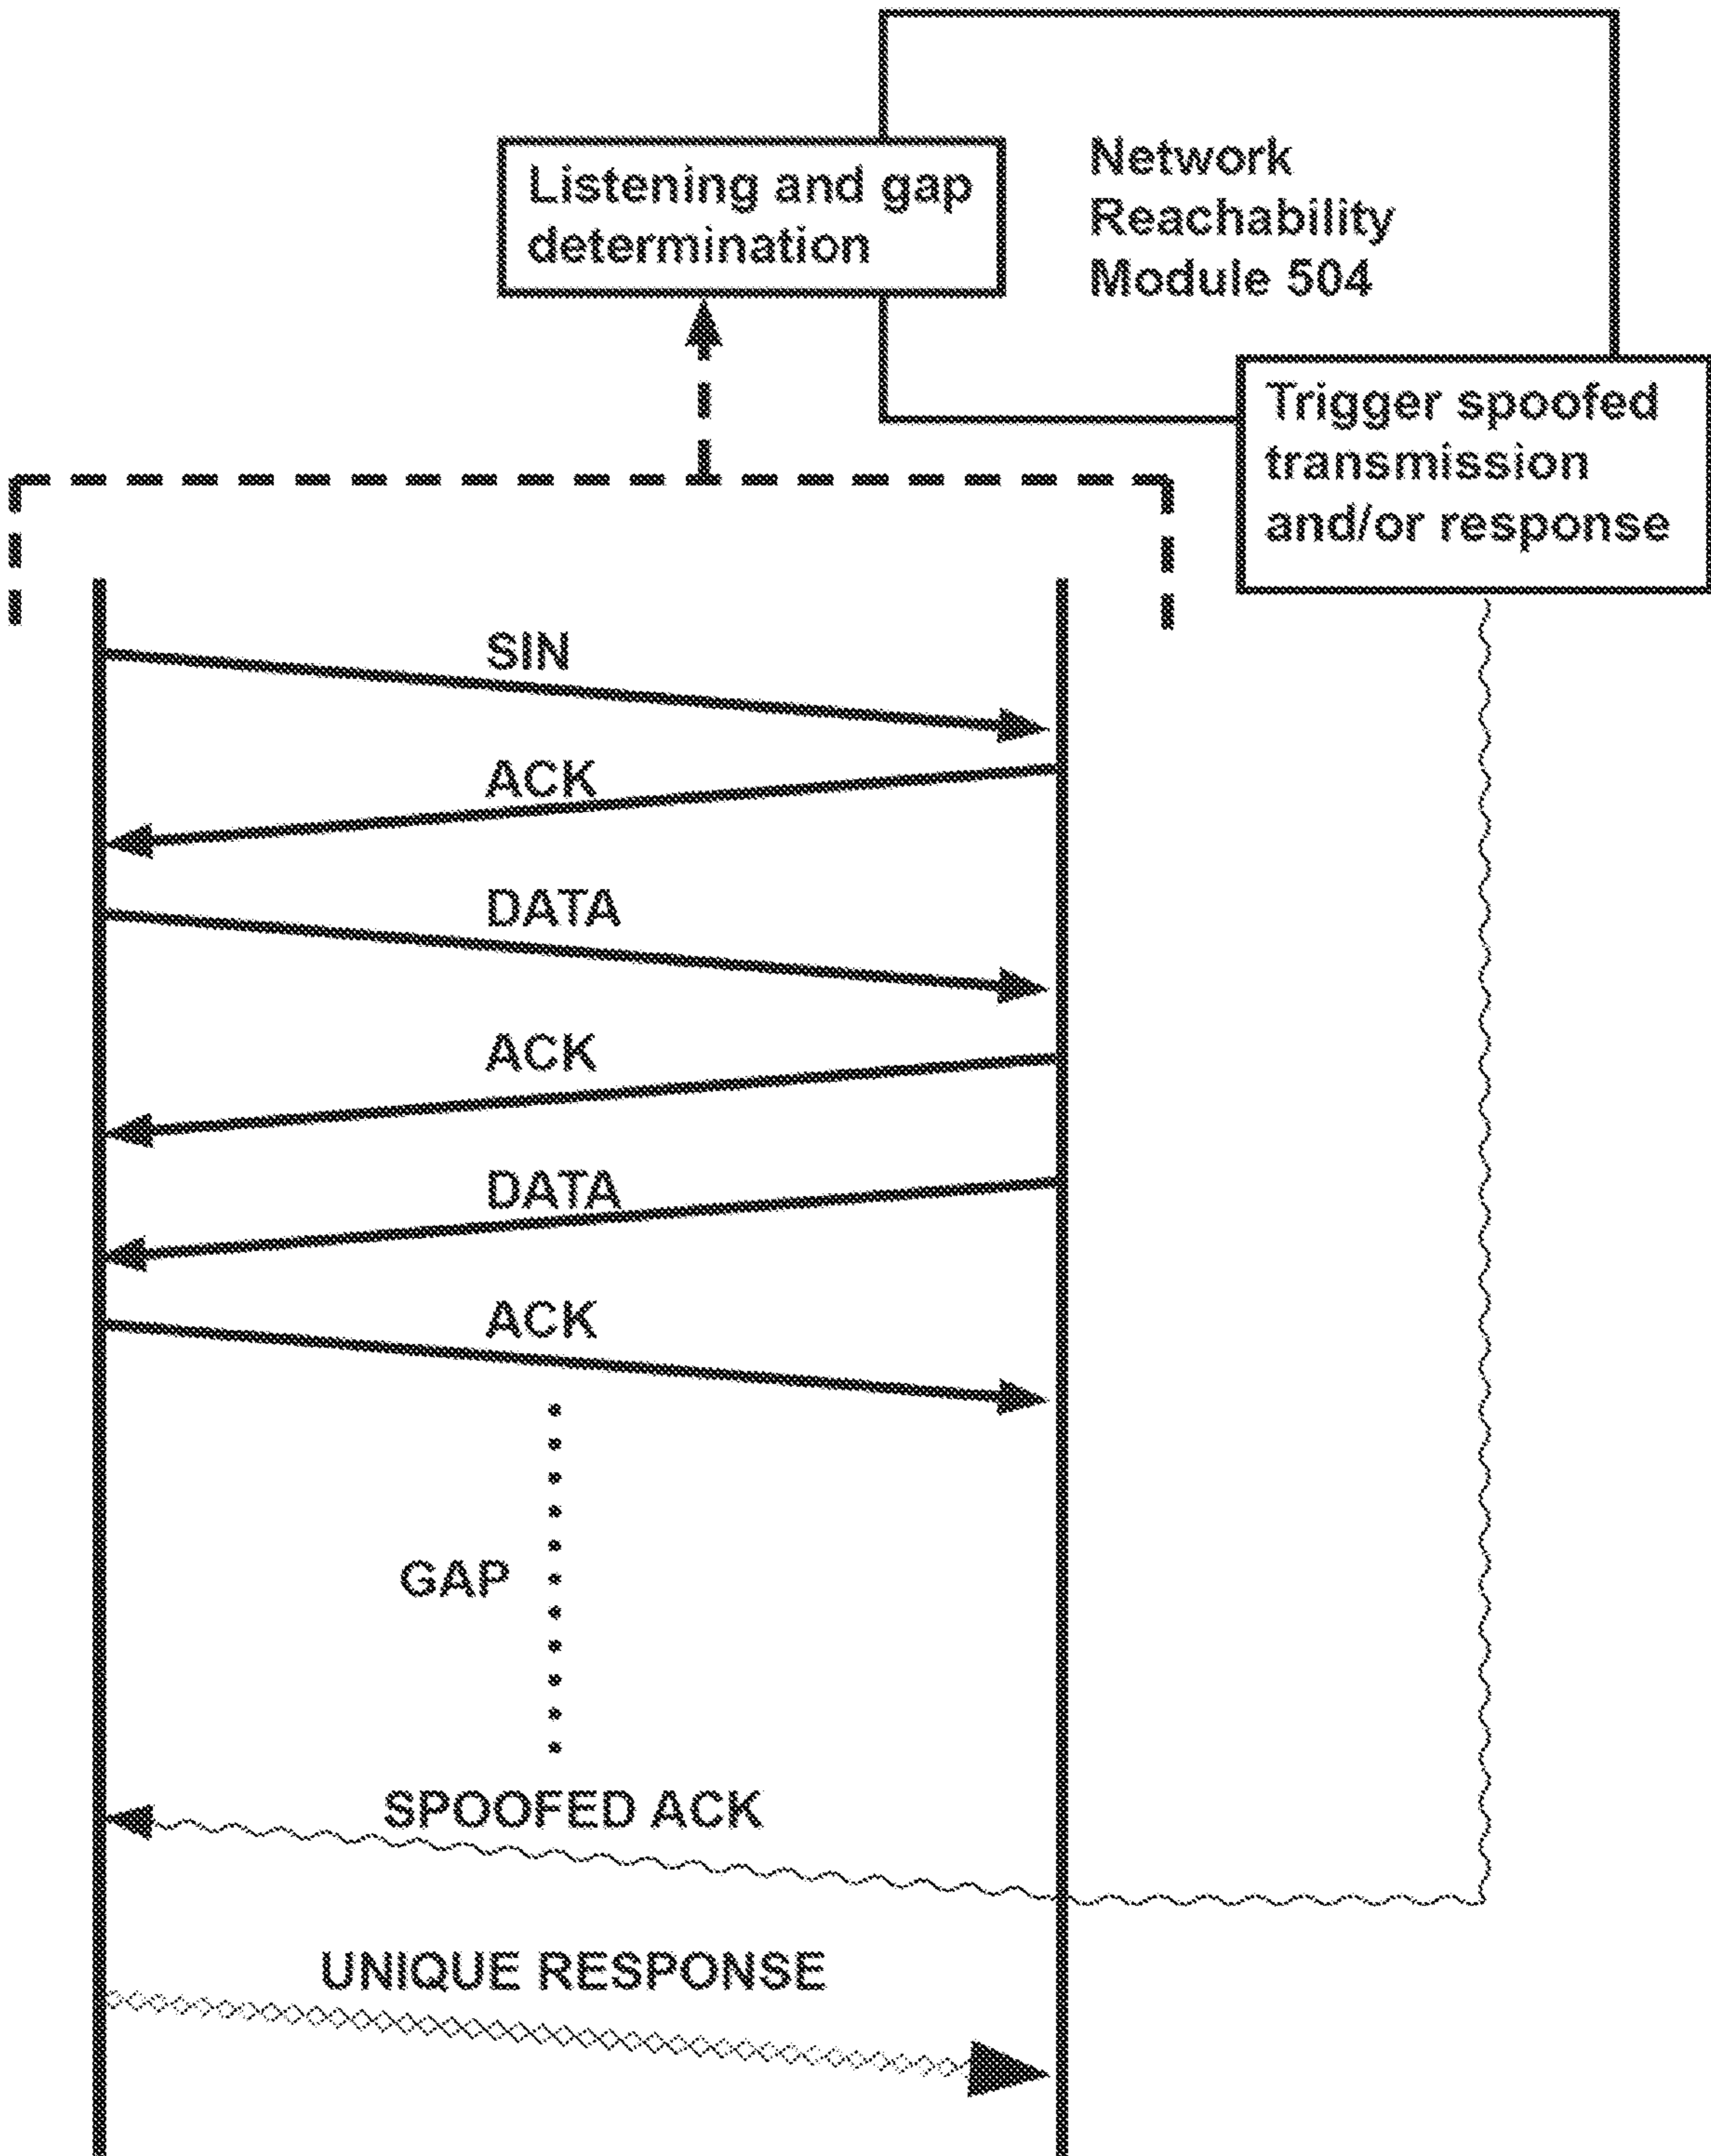 Listening and gap
determination
Network
Reachability
Module 504
Trigger spoofed
transmission
and/or response
SIN
ACK
DATA
ACK
DATA
ACK
GAP
SPOOFED ACK
UNIQUE RESPONSE